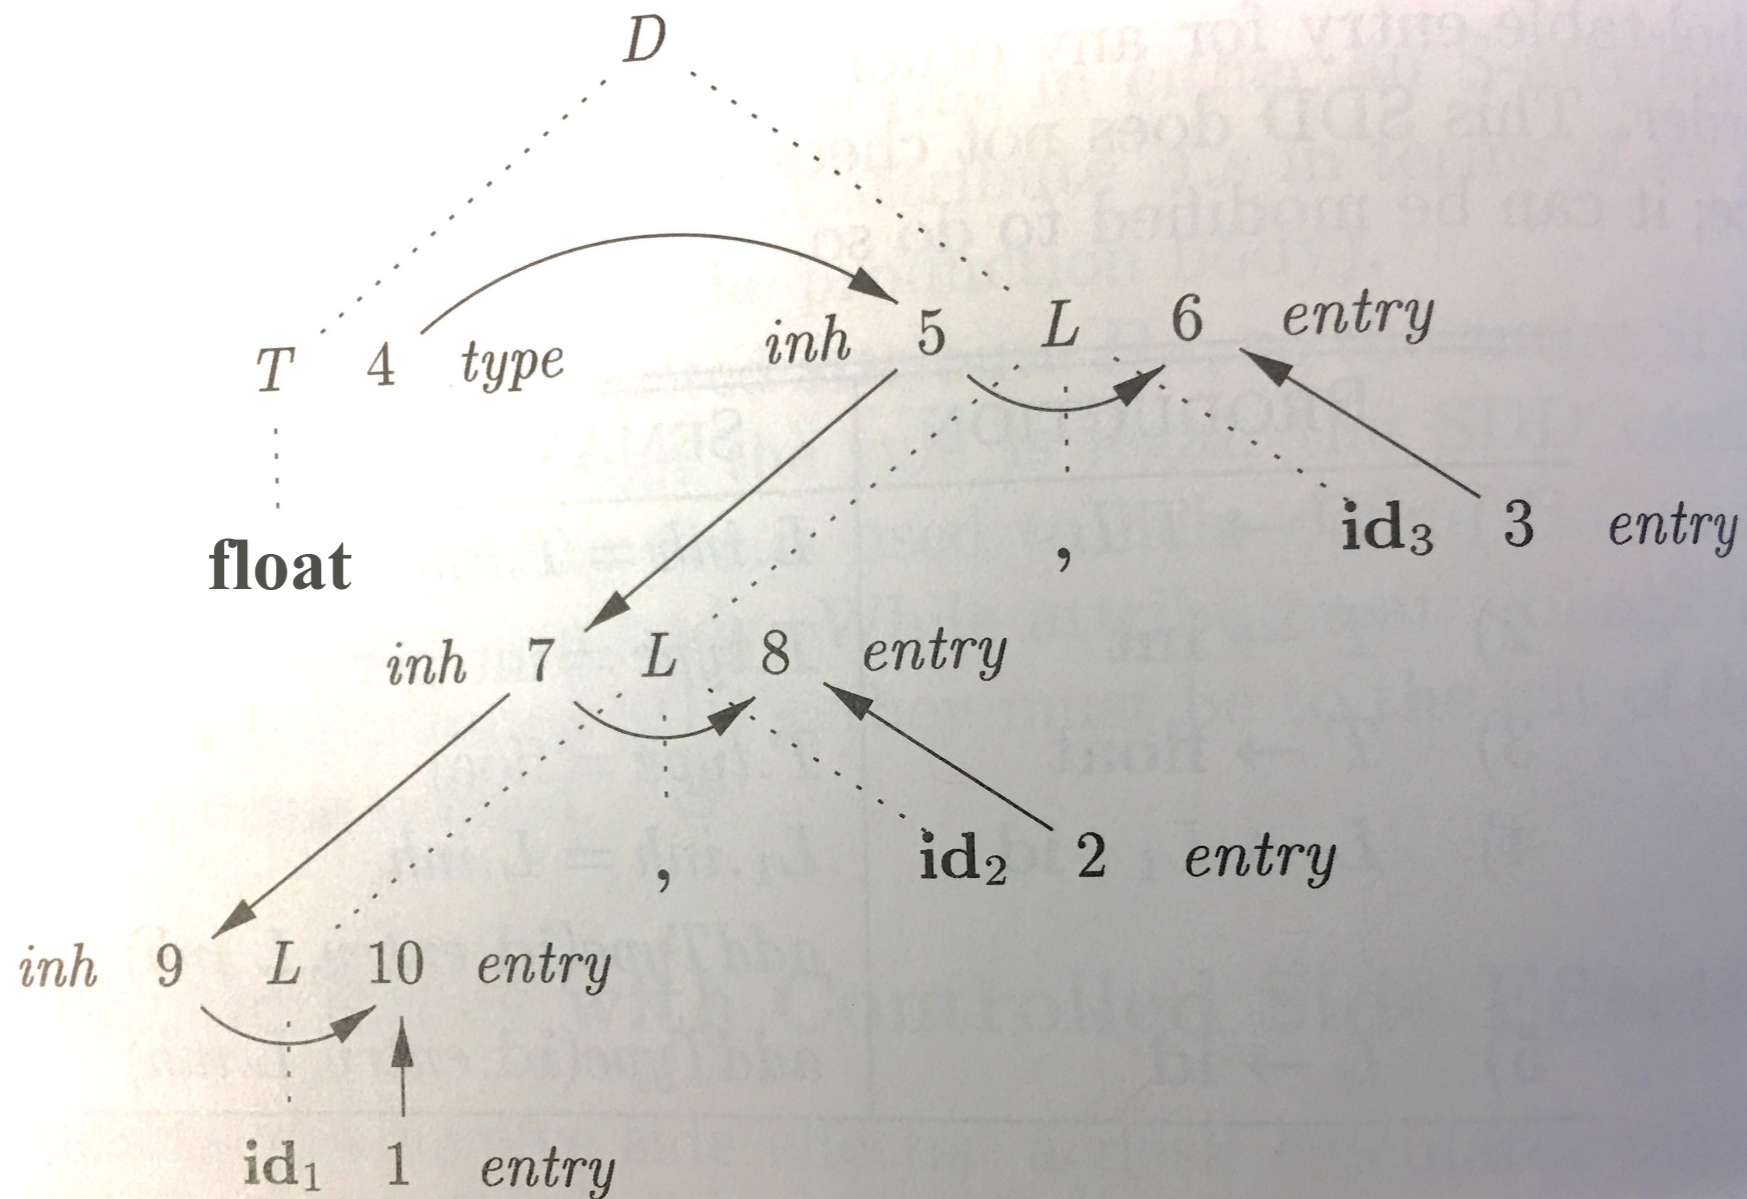 D
T 4 type inh 5 L 6 entry
float , id₃ 3 entry
inh 7 L 8 entry
, id₂ 2 entry
inh 9 L 10 entry
id₁ 1 entry